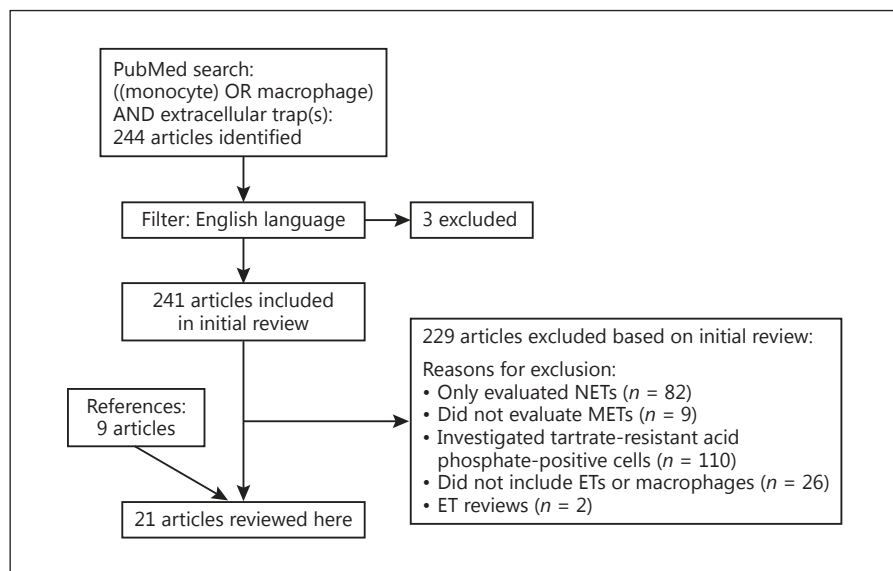 PubMed search:
((monocyte) OR macrophage)
AND extracellular trap(s):
244 articles identified
Filter: English language
3 excluded
241 articles included
in initial review
229 articles excluded based on initial review:
Reasons for exclusion:
• Only evaluated NETs (n = 82)
• Did not evaluate METs (n = 9)
• Investigated tartrate-resistant acid
phosphate-positive cells (n = 110)
• Did not include ETs or macrophages (n = 26)
• ET reviews (n = 2)
References:
9 articles
21 articles reviewed here